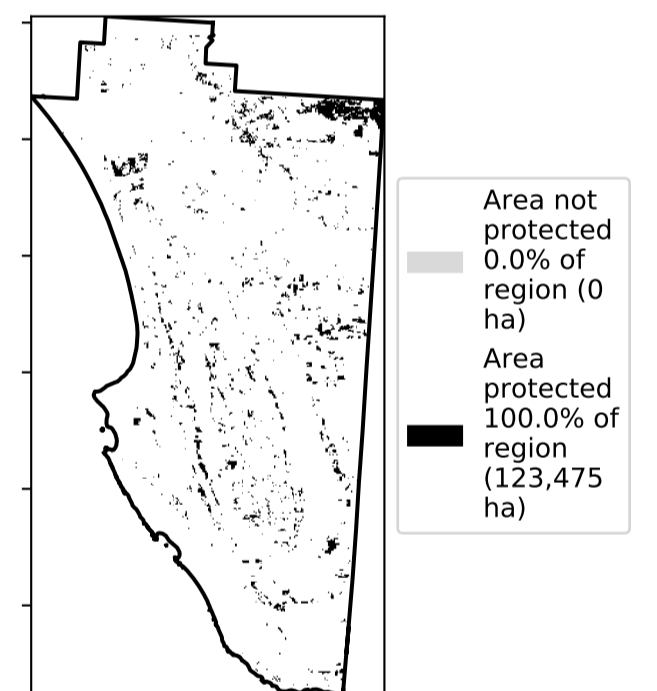 Area not
protected
0.0% of
region (0
ha)
Area
protected
100.0% of
region
(123,475
ha)